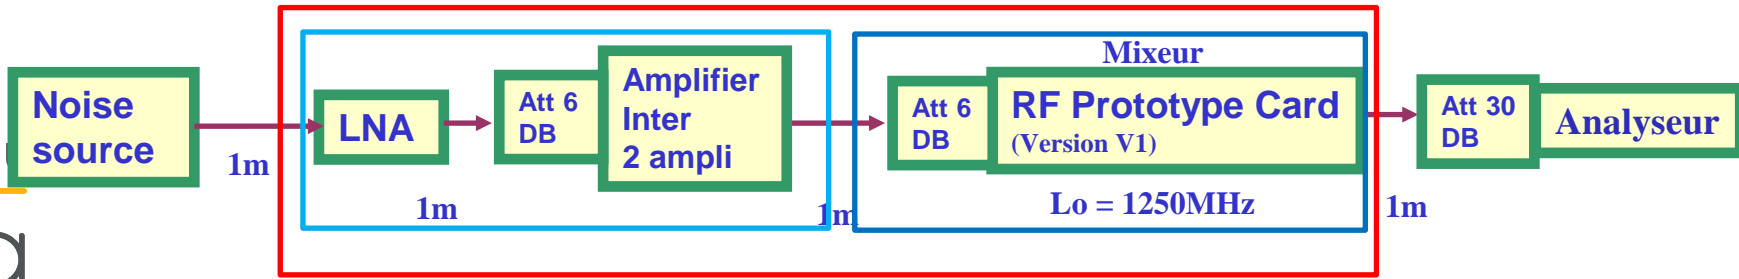 Noise
source
1m
LNA
1m
Att 6
DB
Amplifier
Inter
2 ampli
1m
Mixeur
Att 6
DB
RF Prototype Card
(Version V1)
Lo = 1250MHz
1m
Att 30
DB
Analyseur